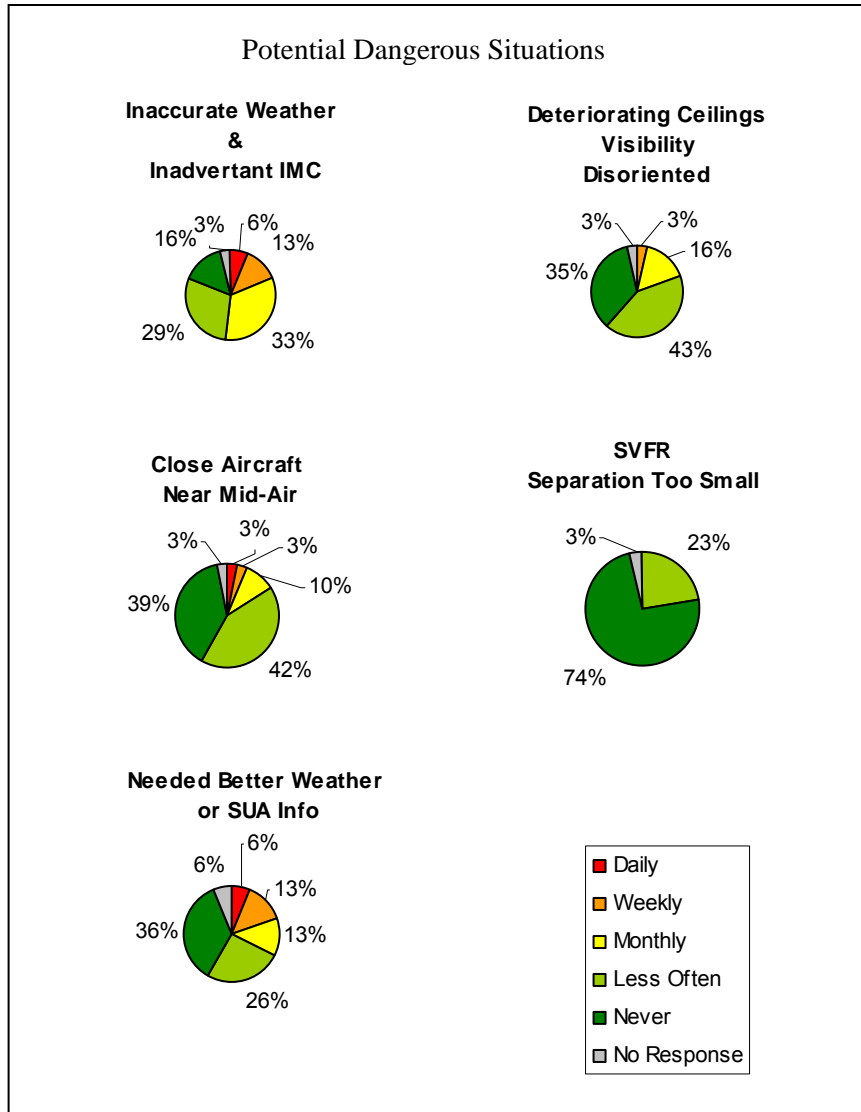 Potential Dangerous Situations
Inaccurate Weather
&
Inadvertant IMC
3%
6%
16%
13%
29%
33%
Deteriorating Ceilings
Visibility
Disoriented
3%
3%
16%
35%
43%
Close Aircraft
Near Mid-Air
3%
3%
3%
10%
39%
42%
SVFR
Separation Too Small
3%
23%
74%
Needed Better Weather
or SUA Info
6%
6%
13%
36%
13%
26%
Daily
Weekly
Monthly
Less Often
Never
No Response